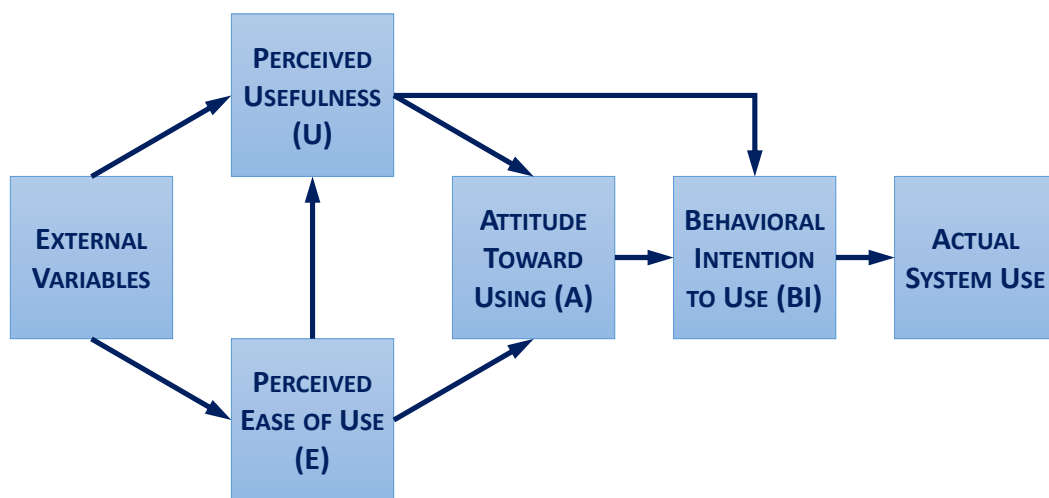 PERCEIVED
USEFULNESS
(U)
EXTERNAL
VARIABLES
ATTITUDE
TOWARD
USING (A)
BEHAVIORAL
INTENTION
TO USE (BI)
ACTUAL
SYSTEM USE
PERCEIVED
EASE OF USE
(E)